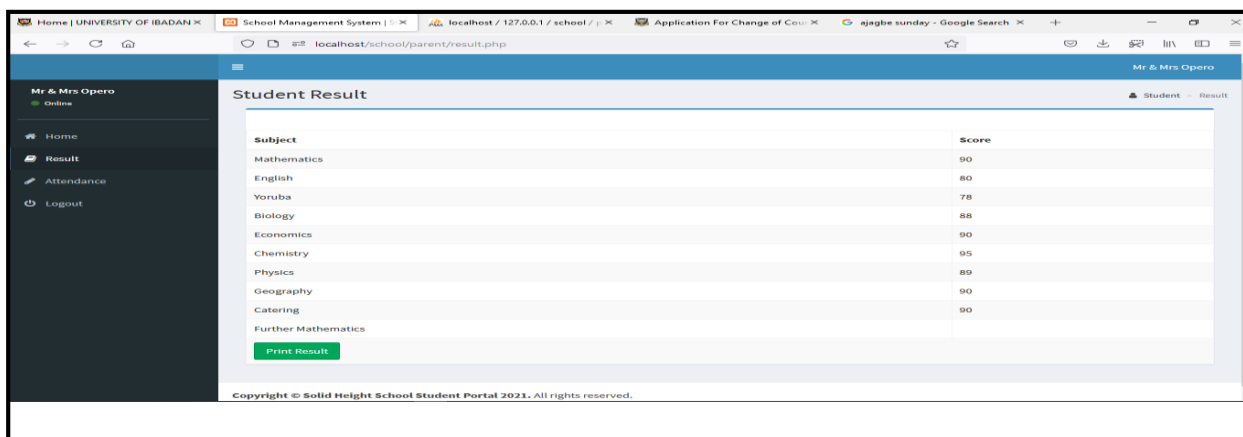 Home | UNIVERSITY OF IBADAN
School Management System | S
localhost / 127.0.0.1 / school / p
Application For Change of Cour
ajagbe sunday - Google Search
localhost/school/parent/result.php
Mr & Mrs Opero
Mr & Mrs Opero
Online
Student Result
Student > Result
Home
Result
Attendance
Logout
Subject Score
Mathematics 90
English 80
Yoruba 78
Biology 88
Economics 90
Chemistry 95
Physics 89
Geography 90
Catering 90
Further Mathematics
Print Result
Copyright © Solid Height School Student Portal 2021. All rights reserved.